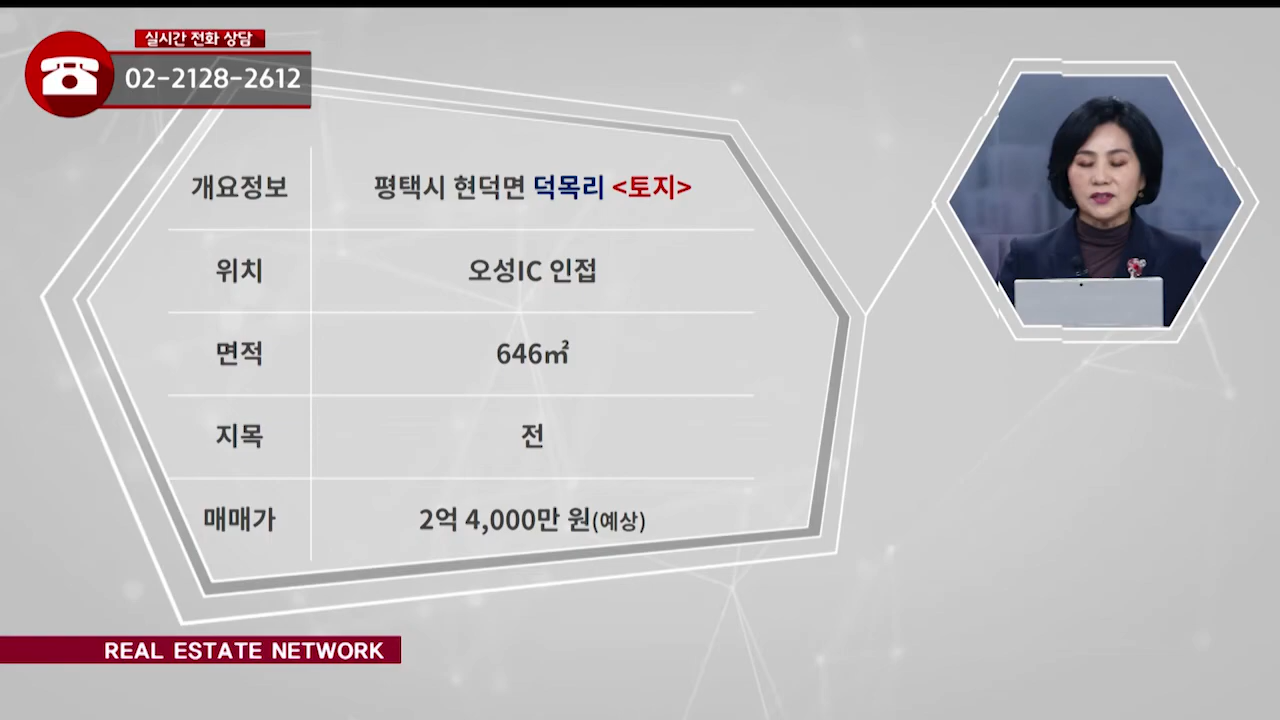 실시간 전화 상담
02-2128-2612
개요정보 평택시 현덕면 덕목리 <토지>
위치 오성IC 인접
면적 646㎡
지목 전
매매가 2억 4,000만 원(예상)
REAL ESTATE NETWORK